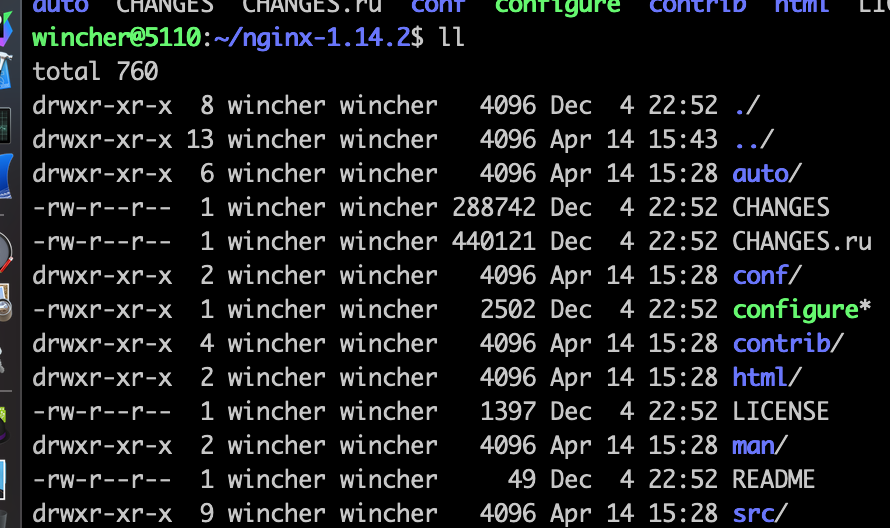 auto  CHANGES  CHANGES.ru  conf  configure  contrib  html  LIC
wincher@5110:~/nginx-1.14.2$ ll
total 760
drwxr-xr-x  8 wincher wincher   4096 Dec  4 22:52 ./
drwxr-xr-x 13 wincher wincher   4096 Apr 14 15:43 ../
drwxr-xr-x  6 wincher wincher   4096 Apr 14 15:28 auto/
-rw-r--r--  1 wincher wincher 288742 Dec  4 22:52 CHANGES
-rw-r--r--  1 wincher wincher 440121 Dec  4 22:52 CHANGES.ru
drwxr-xr-x  2 wincher wincher   4096 Apr 14 15:28 conf/
-rwxr-xr-x  1 wincher wincher   2502 Dec  4 22:52 configure*
drwxr-xr-x  4 wincher wincher   4096 Apr 14 15:28 contrib/
drwxr-xr-x  2 wincher wincher   4096 Apr 14 15:28 html/
-rw-r--r--  1 wincher wincher   1397 Dec  4 22:52 LICENSE
drwxr-xr-x  2 wincher wincher   4096 Apr 14 15:28 man/
-rw-r--r--  1 wincher wincher     49 Dec  4 22:52 README
drwxr-xr-x  9 wincher wincher   4096 Apr 14 15:28 src/